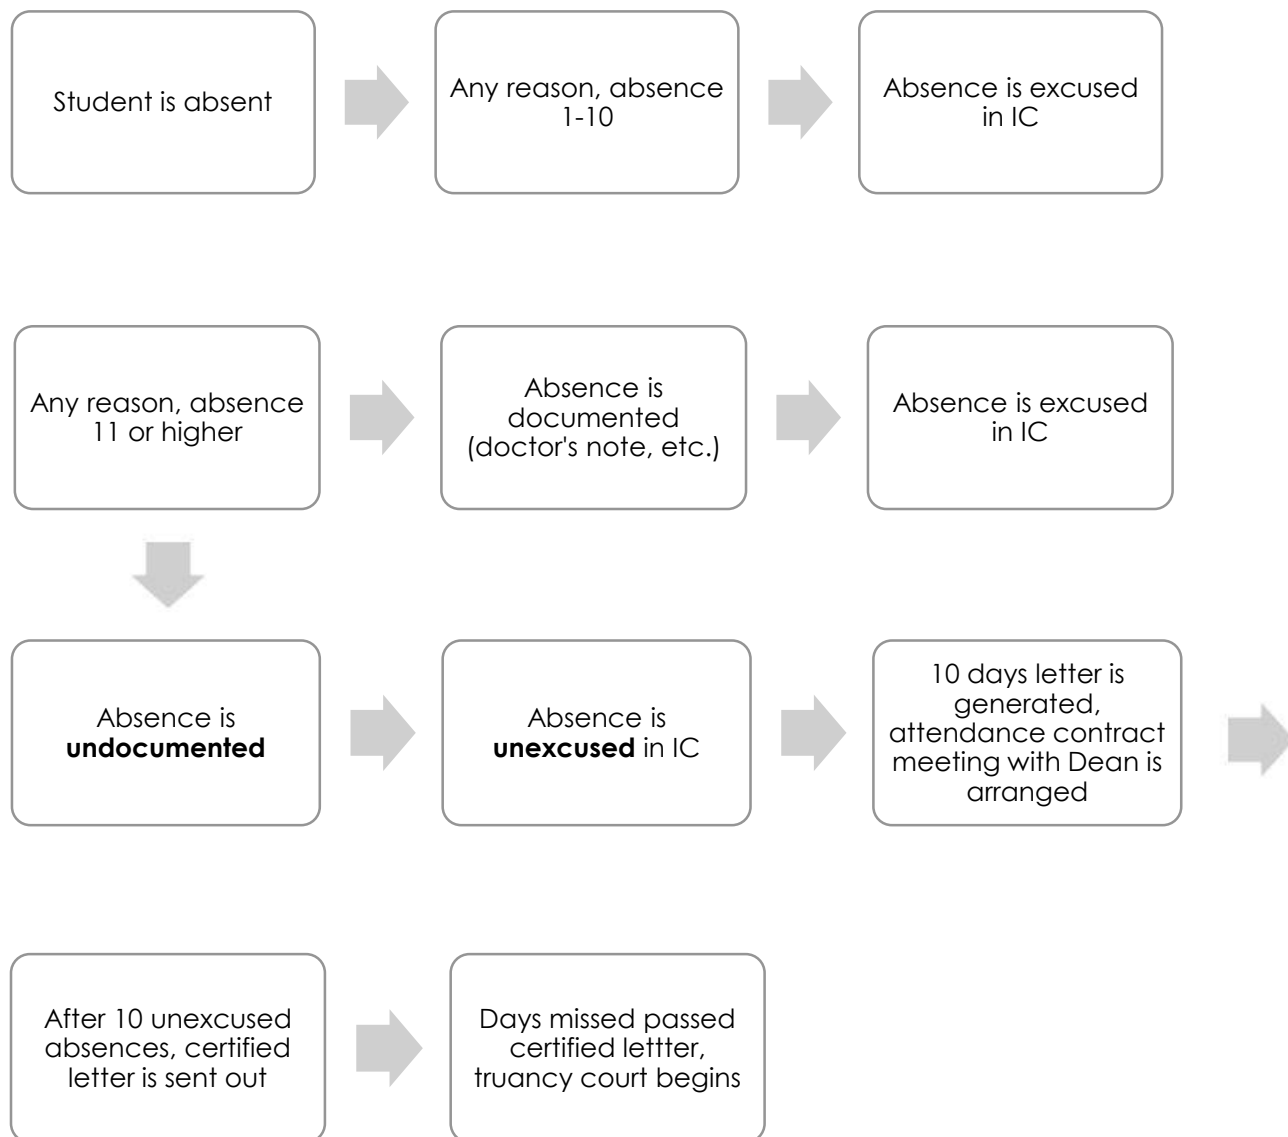 Student is absent
Any reason, absence
1-10
Absence is excused
in IC
Any reason, absence
11 or higher
Absence is
documented
(doctor's note, etc.)
Absence is excused
in IC
Absence is
undocumented
Absence is
unexcused in IC
10 days letter is
generated,
attendance contract
meeting with Dean is
arranged
After 10 unexcused
absences, certified
letter is sent out
Days missed passed
certified lettter,
truancy court begins